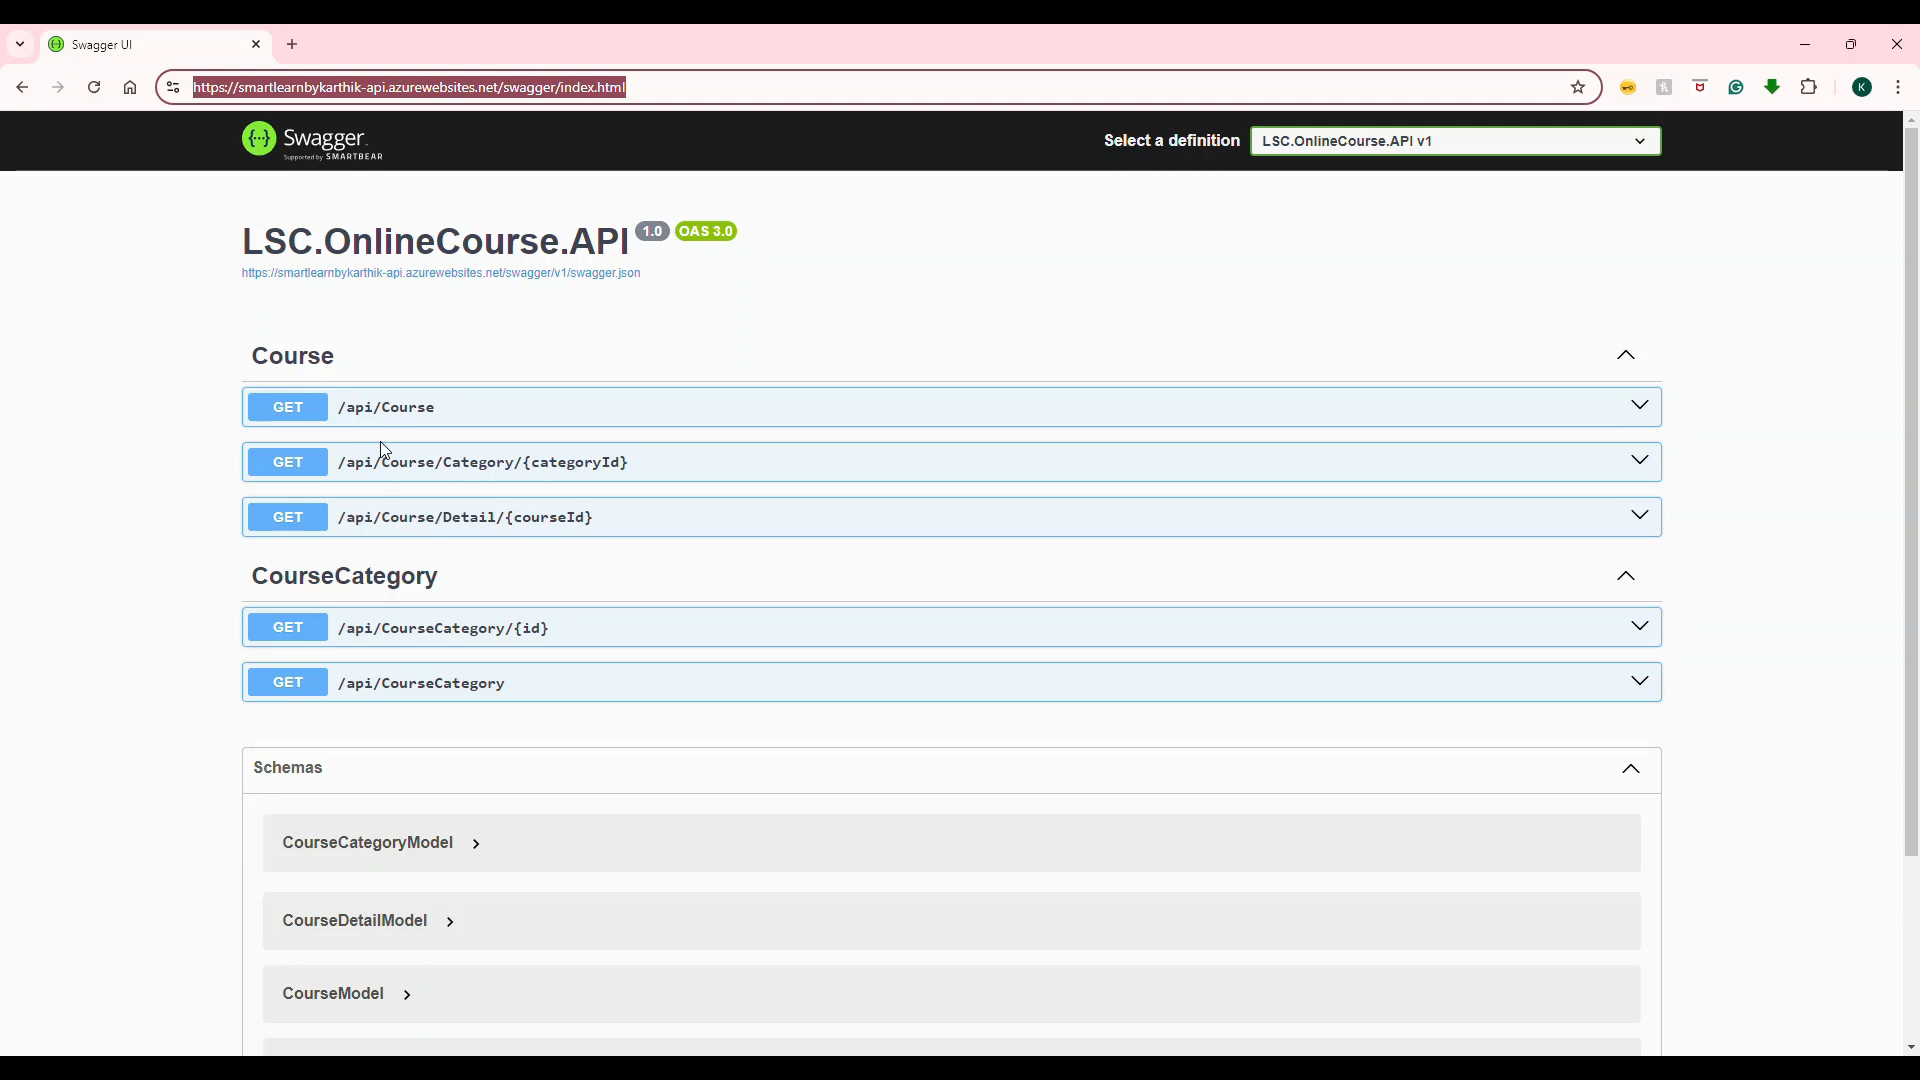 Swagger UI
https://smartlearnbykarthik-api.azurewebsites.net/swagger/index.html
K
Swagger.
Supported by SMARTBEAR
Select a definition
LSC.OnlineCourse.API v1
LSC.OnlineCourse.API 1.0 OAS 3.0
https://smartlearnbykarthik-api.azurewebsites.net/swagger/v1/swagger.json
Course
GET /api/Course
GET /api/Course/Category/{categoryId}
GET /api/Course/Detail/{courseId}
CourseCategory
GET /api/CourseCategory/{id}
GET /api/CourseCategory
Schemas
CourseCategoryModel
CourseDetailModel
CourseModel